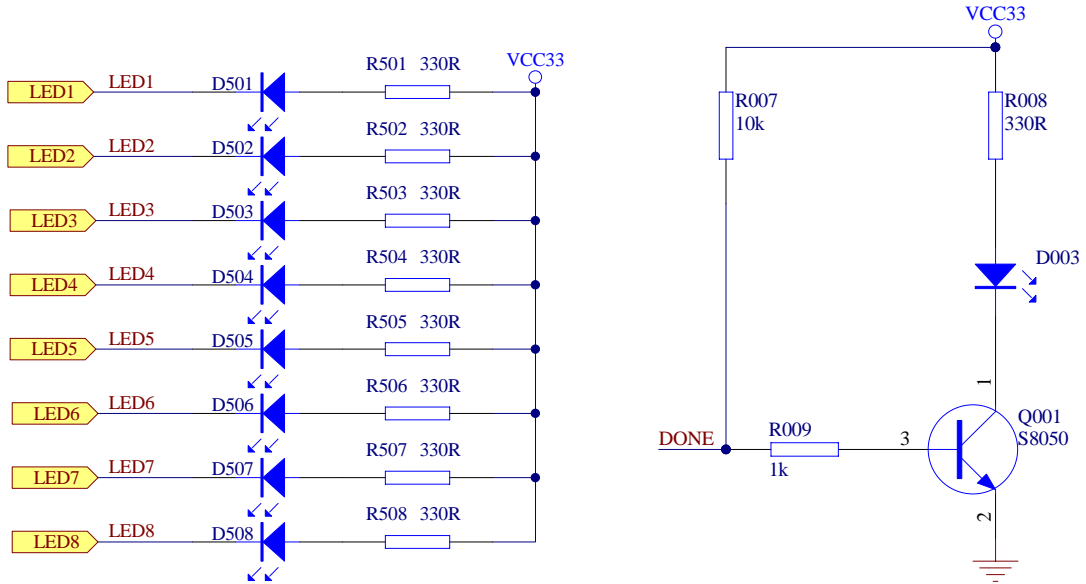 VCC33
LED1 LED1 D501 R501 330R
LED2 LED2 D502 R502 330R
LED3 LED3 D503 R503 330R
LED4 LED4 D504 R504 330R
LED5 LED5 D505 R505 330R
LED6 LED6 D506 R506 330R
LED7 LED7 D507 R507 330R
LED8 LED8 D508 R508 330R
VCC33
R007
10k
R008
330R
D003
1
Q001
S8050
DONE
R009
1k
3
2